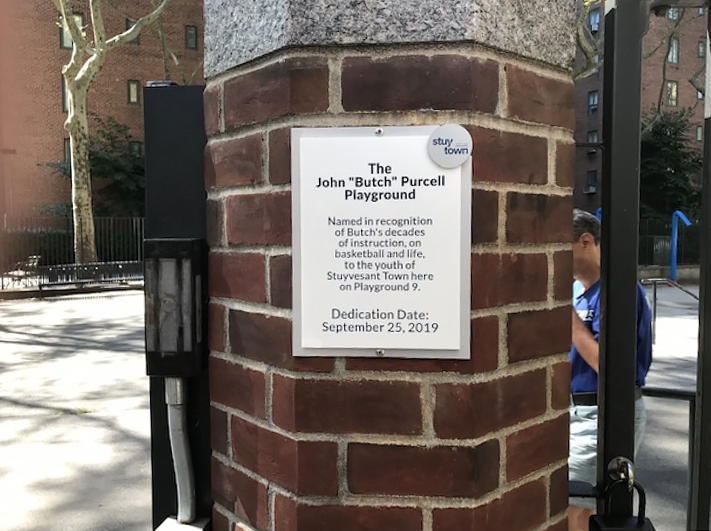 stuy
town
The
John "Butch" Purcell
Playground
Named in recognition
of Butch's decades
of instruction, on
basketball and life,
to the youth of
Stuyvesant Town here
on Playground 9.
Dedication Date:
September 25, 2019